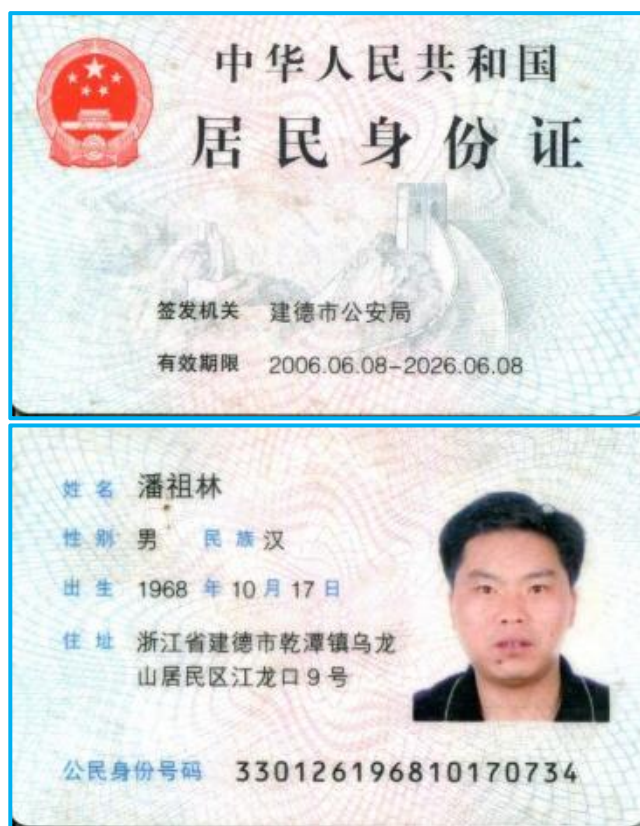 中华人民共和国
居民身份证
签发机关 建德市公安局
有效期限 2006.06.08-2026.06.08
姓名 潘祖林
性别 男 民族 汉
出生 1968 年 10 月 17 日
住址 浙江省建德市乾潭镇乌龙
山居民区江龙口9号
公民身份号码 330126196810170734